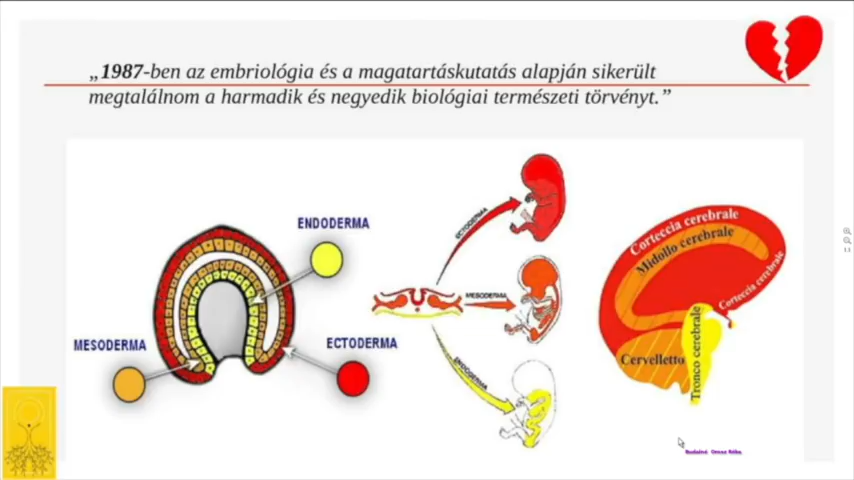 „1987-ben az embriológia és a magatartáskutatás alapján sikerült
megtalálnom a harmadik és negyedik biológiai természeti törvényt.”
ENDODERMA
MESODERMA
ECTODERMA
ECTODERMA
MESODERMA
ENDODERMA
Corteccia cerebrale
Midollo cerebrale
Corteccia cerebrale
Cervelletto
Tronco cerebrale